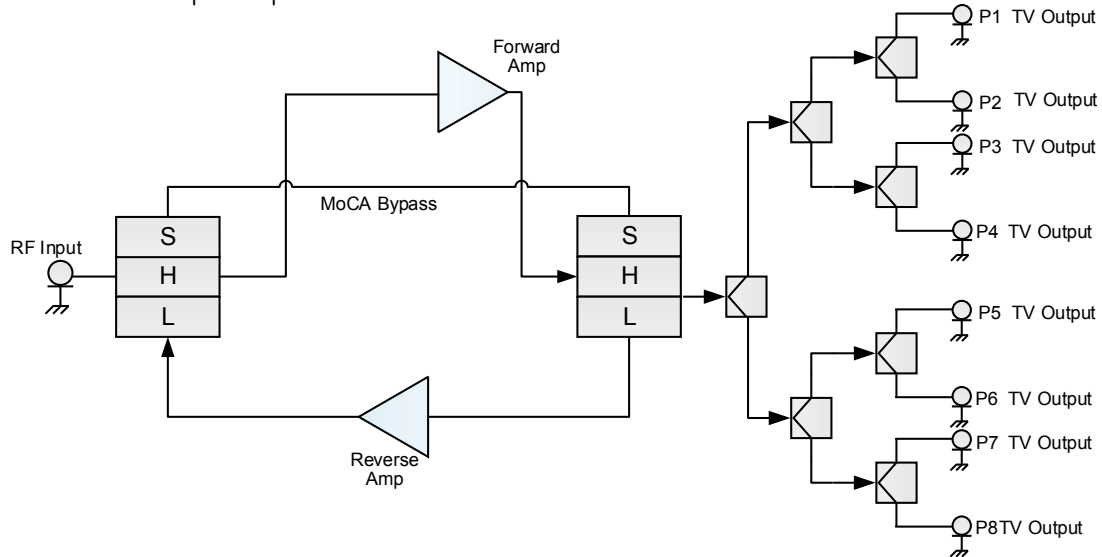 P1 TV Output
Forward
Amp
P2 TV Output
P3 TV Output
MoCA Bypass
P4 TV Output
RF Input
S
H
L
S
H
L
P5 TV Output
P6 TV Output
P7 TV Output
Reverse
Amp
P8TV Output